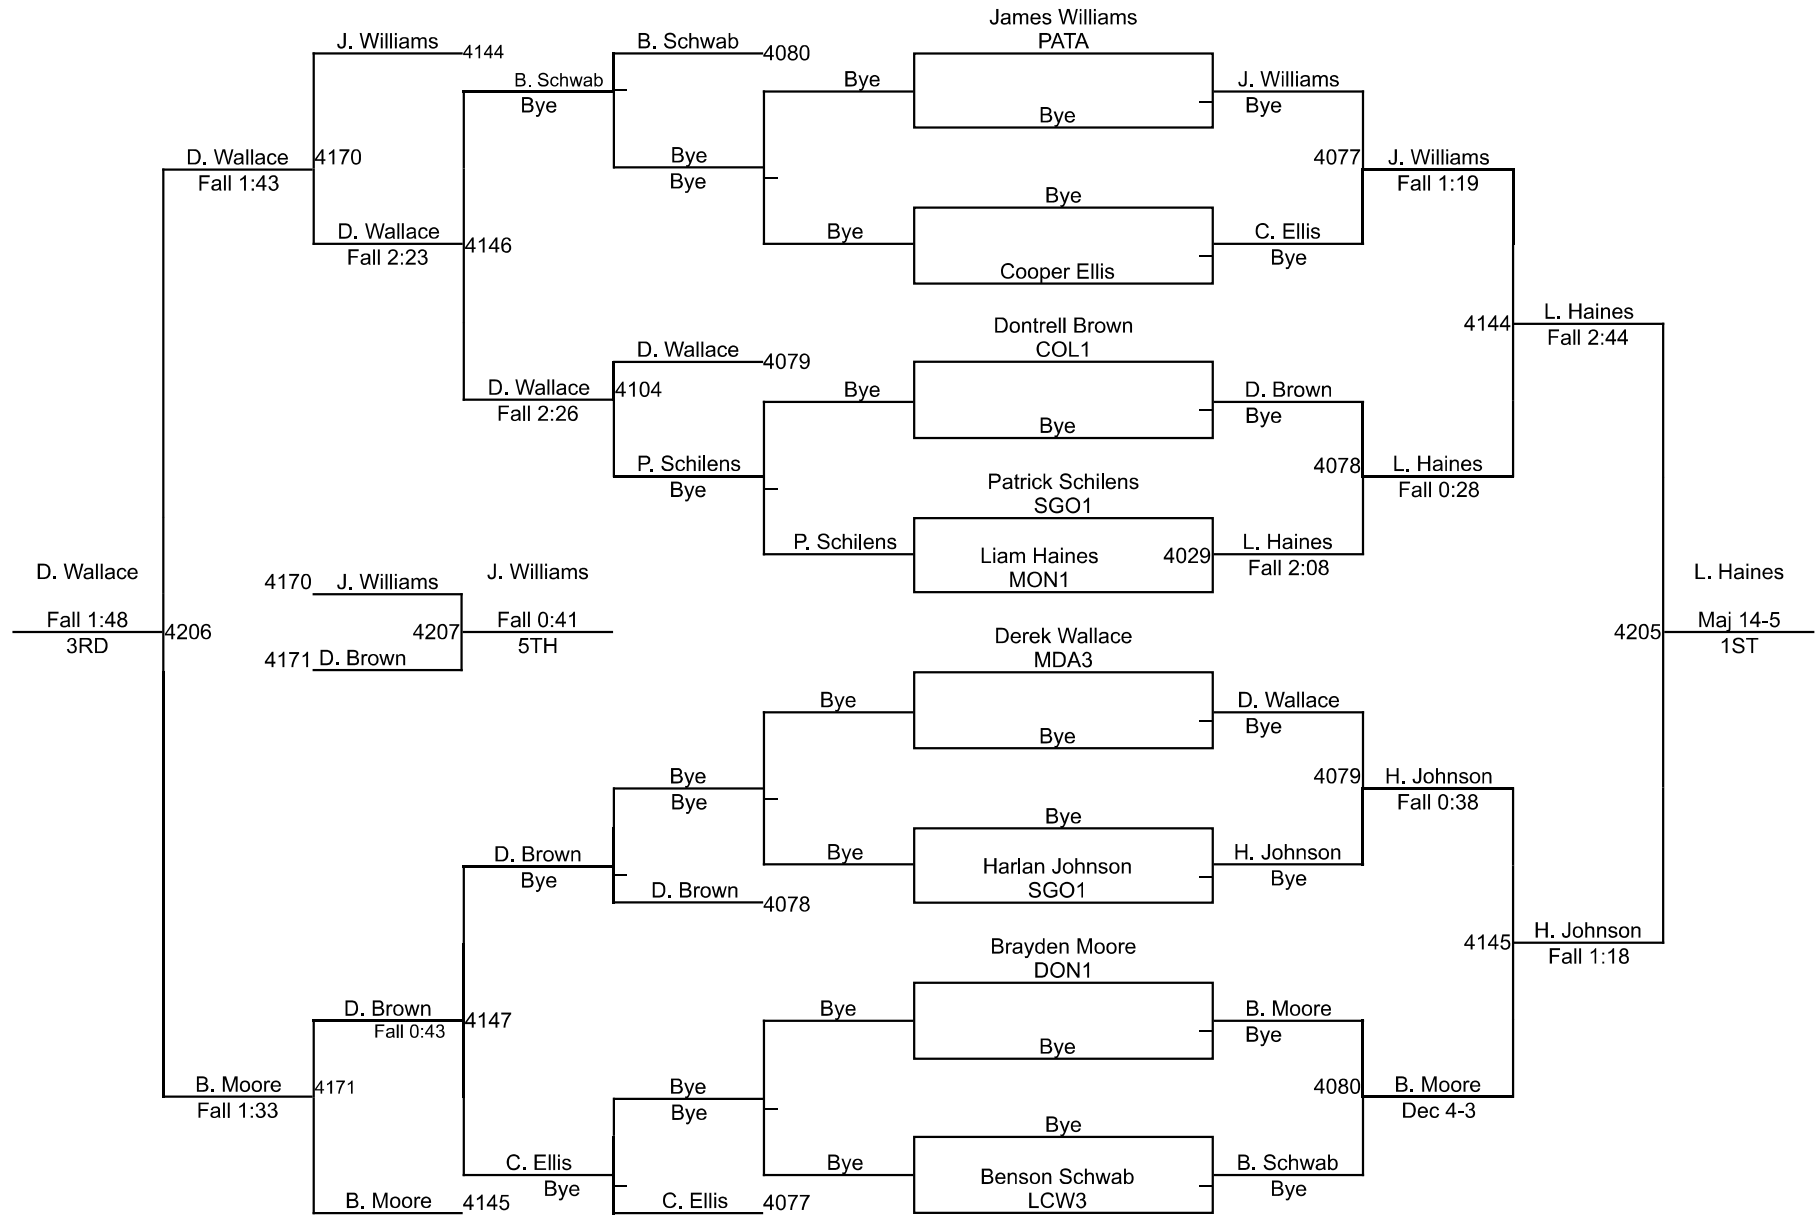 James Williams
J. Williams
4144
B. Schwab
4080
PATA
B. Schwab
Bye
J. Williams
Bye
Bye
Bye
D. Wallace
4170
Bye
4077
J. Williams
Fall 1:43
Bye
Fall 1:19
Bye
D. Wallace
4146
Bye
C. Ellis
Fall 2:23
Bye
Cooper Ellis
L. Haines
Dontrell Brown
4144
Fall 2:44
D. Wallace
4079
COL1
D. Wallace
4104
Bye
D. Brown
Fall 2:26
Bye
Bye
P. Schilens
4078
L. Haines
Bye
Patrick Schilens
Fall 0:28
SGO1
P. Schilens
Liam Haines
4029
L. Haines
MON1
Fall 2:08
D. Wallace
4170
J. Williams
J. Williams
L. Haines
Fall 1:48
4206
4207
Fall 0:41
4205
Maj 14-5
3RD
4171
D. Brown
5TH
1ST
Derek Wallace
MDA3
Bye
D. Wallace
Bye
Bye
Bye
4079
H. Johnson
Bye
Fall 0:38
Bye
D. Brown
Bye
Harlan Johnson
H. Johnson
Bye
SGO1
Bye
D. Brown
4078
H. Johnson
4145
Brayden Moore
Fall 1:18
DON1
D. Brown
4147
Bye
B. Moore
Fall 0:43
Bye
Bye
B. Moore
4171
Bye
4080
B. Moore
Fall 1:33
Bye
Dec 4-3
Bye
C. Ellis
Bye
Benson Schwab
B. Schwab
Bye
LCW3
Bye
B. Moore
4145
C. Ellis
4077